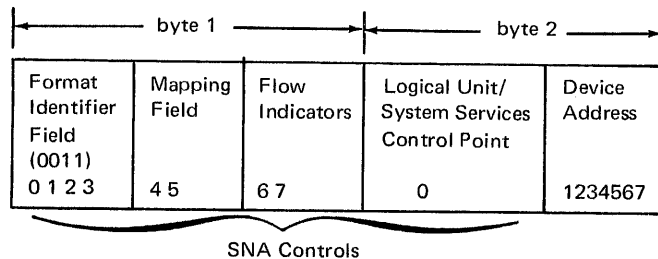 byte 1
byte 2
Format
Identifier
Field
(0011)
0 1 2 3
Mapping
Field
4 5
Flow
Indicators
6 7
Logical Unit/
System Services
Control Point
0
Device
Address
1234567
SNA Controls